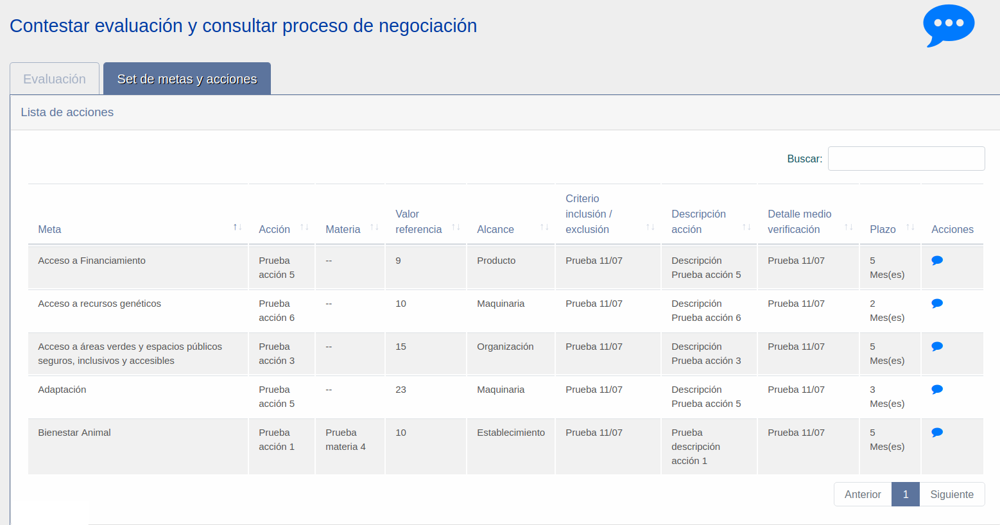 Contestar evaluación y consultar proceso de negociación
Evaluación
Set de metas y acciones
Lista de acciones
Buscar:
Meta
Acción
Materia
Valor
referencia
Alcance
Criterio
inclusión /
exclusión
Descripción
acción
Detalle medio
verificación
Plazo
Acciones
Acceso a Financiamiento
Prueba
acción 5
--
9
Producto
Prueba 11/07
Descripción
Prueba acción 5
Prueba 11/07
5
Mes(es)
Acceso a recursos genéticos
Prueba
acción 6
--
10
Maquinaria
Prueba 11/07
Descripción
Prueba acción 6
Prueba 11/07
2
Mes(es)
Acceso a áreas verdes y espacios públicos
seguros, inclusivos y accesibles
Prueba
acción 3
--
15
Organización
Prueba 11/07
Descripción
Prueba acción 3
Prueba 11/07
5
Mes(es)
Adaptación
Prueba
acción 5
--
23
Maquinaria
Prueba 11/07
Descripción
Prueba acción 5
Prueba 11/07
3
Mes(es)
Bienestar Animal
Prueba
acción 1
Prueba
materia 4
10
Establecimiento
Prueba 11/07
Prueba
descripción
acción 1
Prueba 11/07
5
Mes(es)
Anterior
1
Siguiente